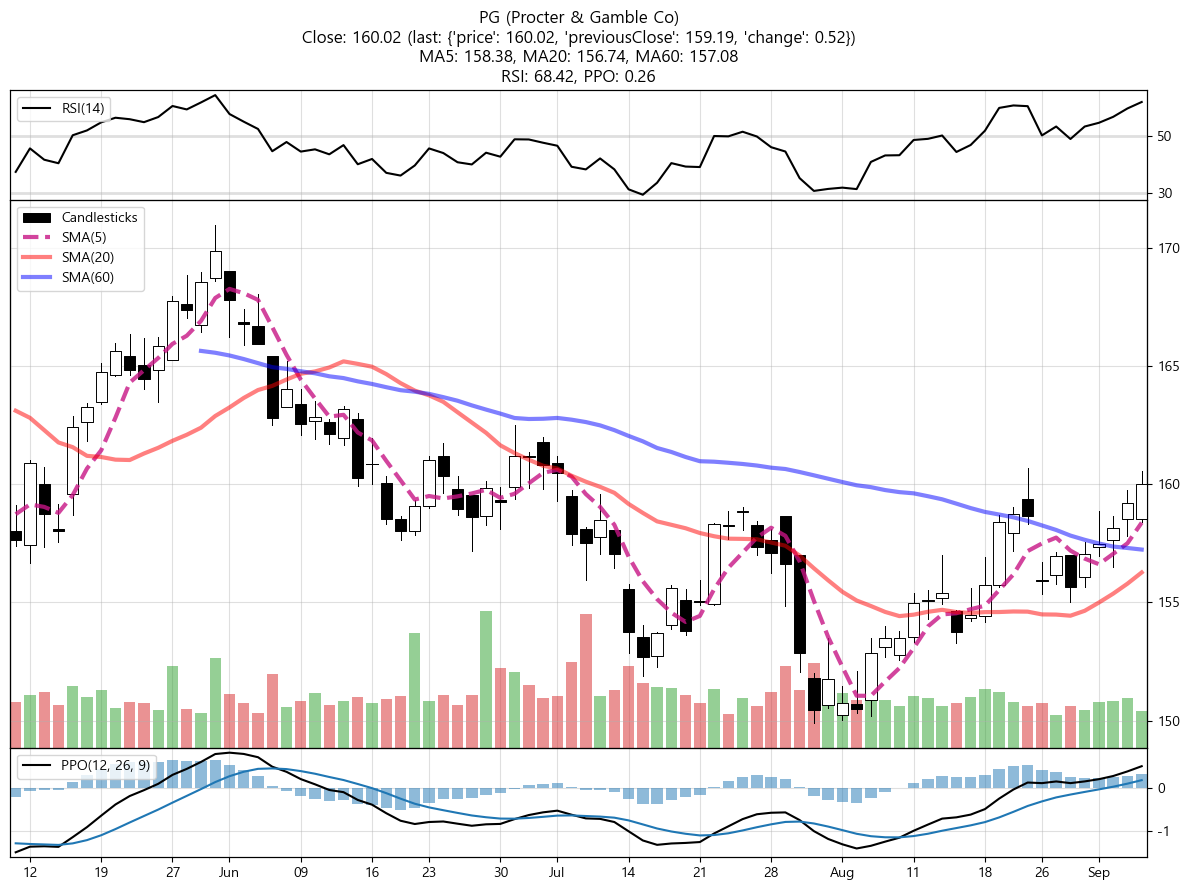 PG (Procter & Gamble Co)
Close: 160.02 (last: {'price': 160.02, 'previousClose': 159.19, 'change': 0.52})
MA5: 158.38, MA20: 156.74, MA60: 157.08
RSI: 68.42, PPO: 0.26
RSI(14)
50
30
Candlesticks
SMA(5)
SMA(20)
SMA(60)
170
165
160
155
150
PPO(12, 26, 9)
0
-1
12 19 27 Jun 09 16 23 30 Jul 14 21 28 Aug 11 18 26 Sep